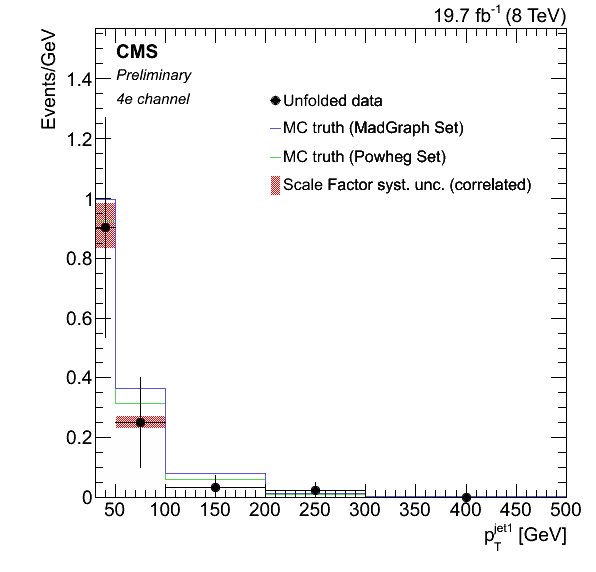 19.7 fb⁻¹ (8 TeV)
Events/GeV
CMS
Preliminary
4e channel
Unfolded data
MC truth (MadGraph Set)
MC truth (Powheg Set)
Scale Factor syst. unc. (correlated)
1.4
1.2
1
0.8
0.6
0.4
0.2
0
50 100 150 200 250 300 350 400 450 500
p_T^jet1 [GeV]